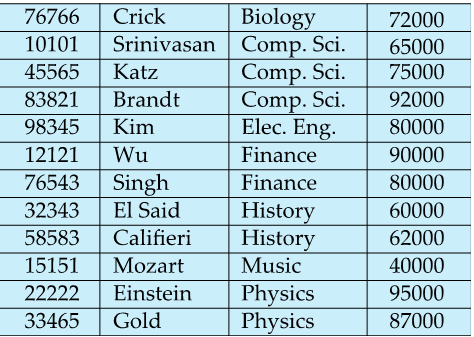 76766 Crick Biology 72000
10101 Srinivasan Comp. Sci. 65000
45565 Katz Comp. Sci. 75000
83821 Brandt Comp. Sci. 92000
98345 Kim Elec. Eng. 80000
12121 Wu Finance 90000
76543 Singh Finance 80000
32343 El Said History 60000
58583 Califieri History 62000
15151 Mozart Music 40000
22222 Einstein Physics 95000
33465 Gold Physics 87000